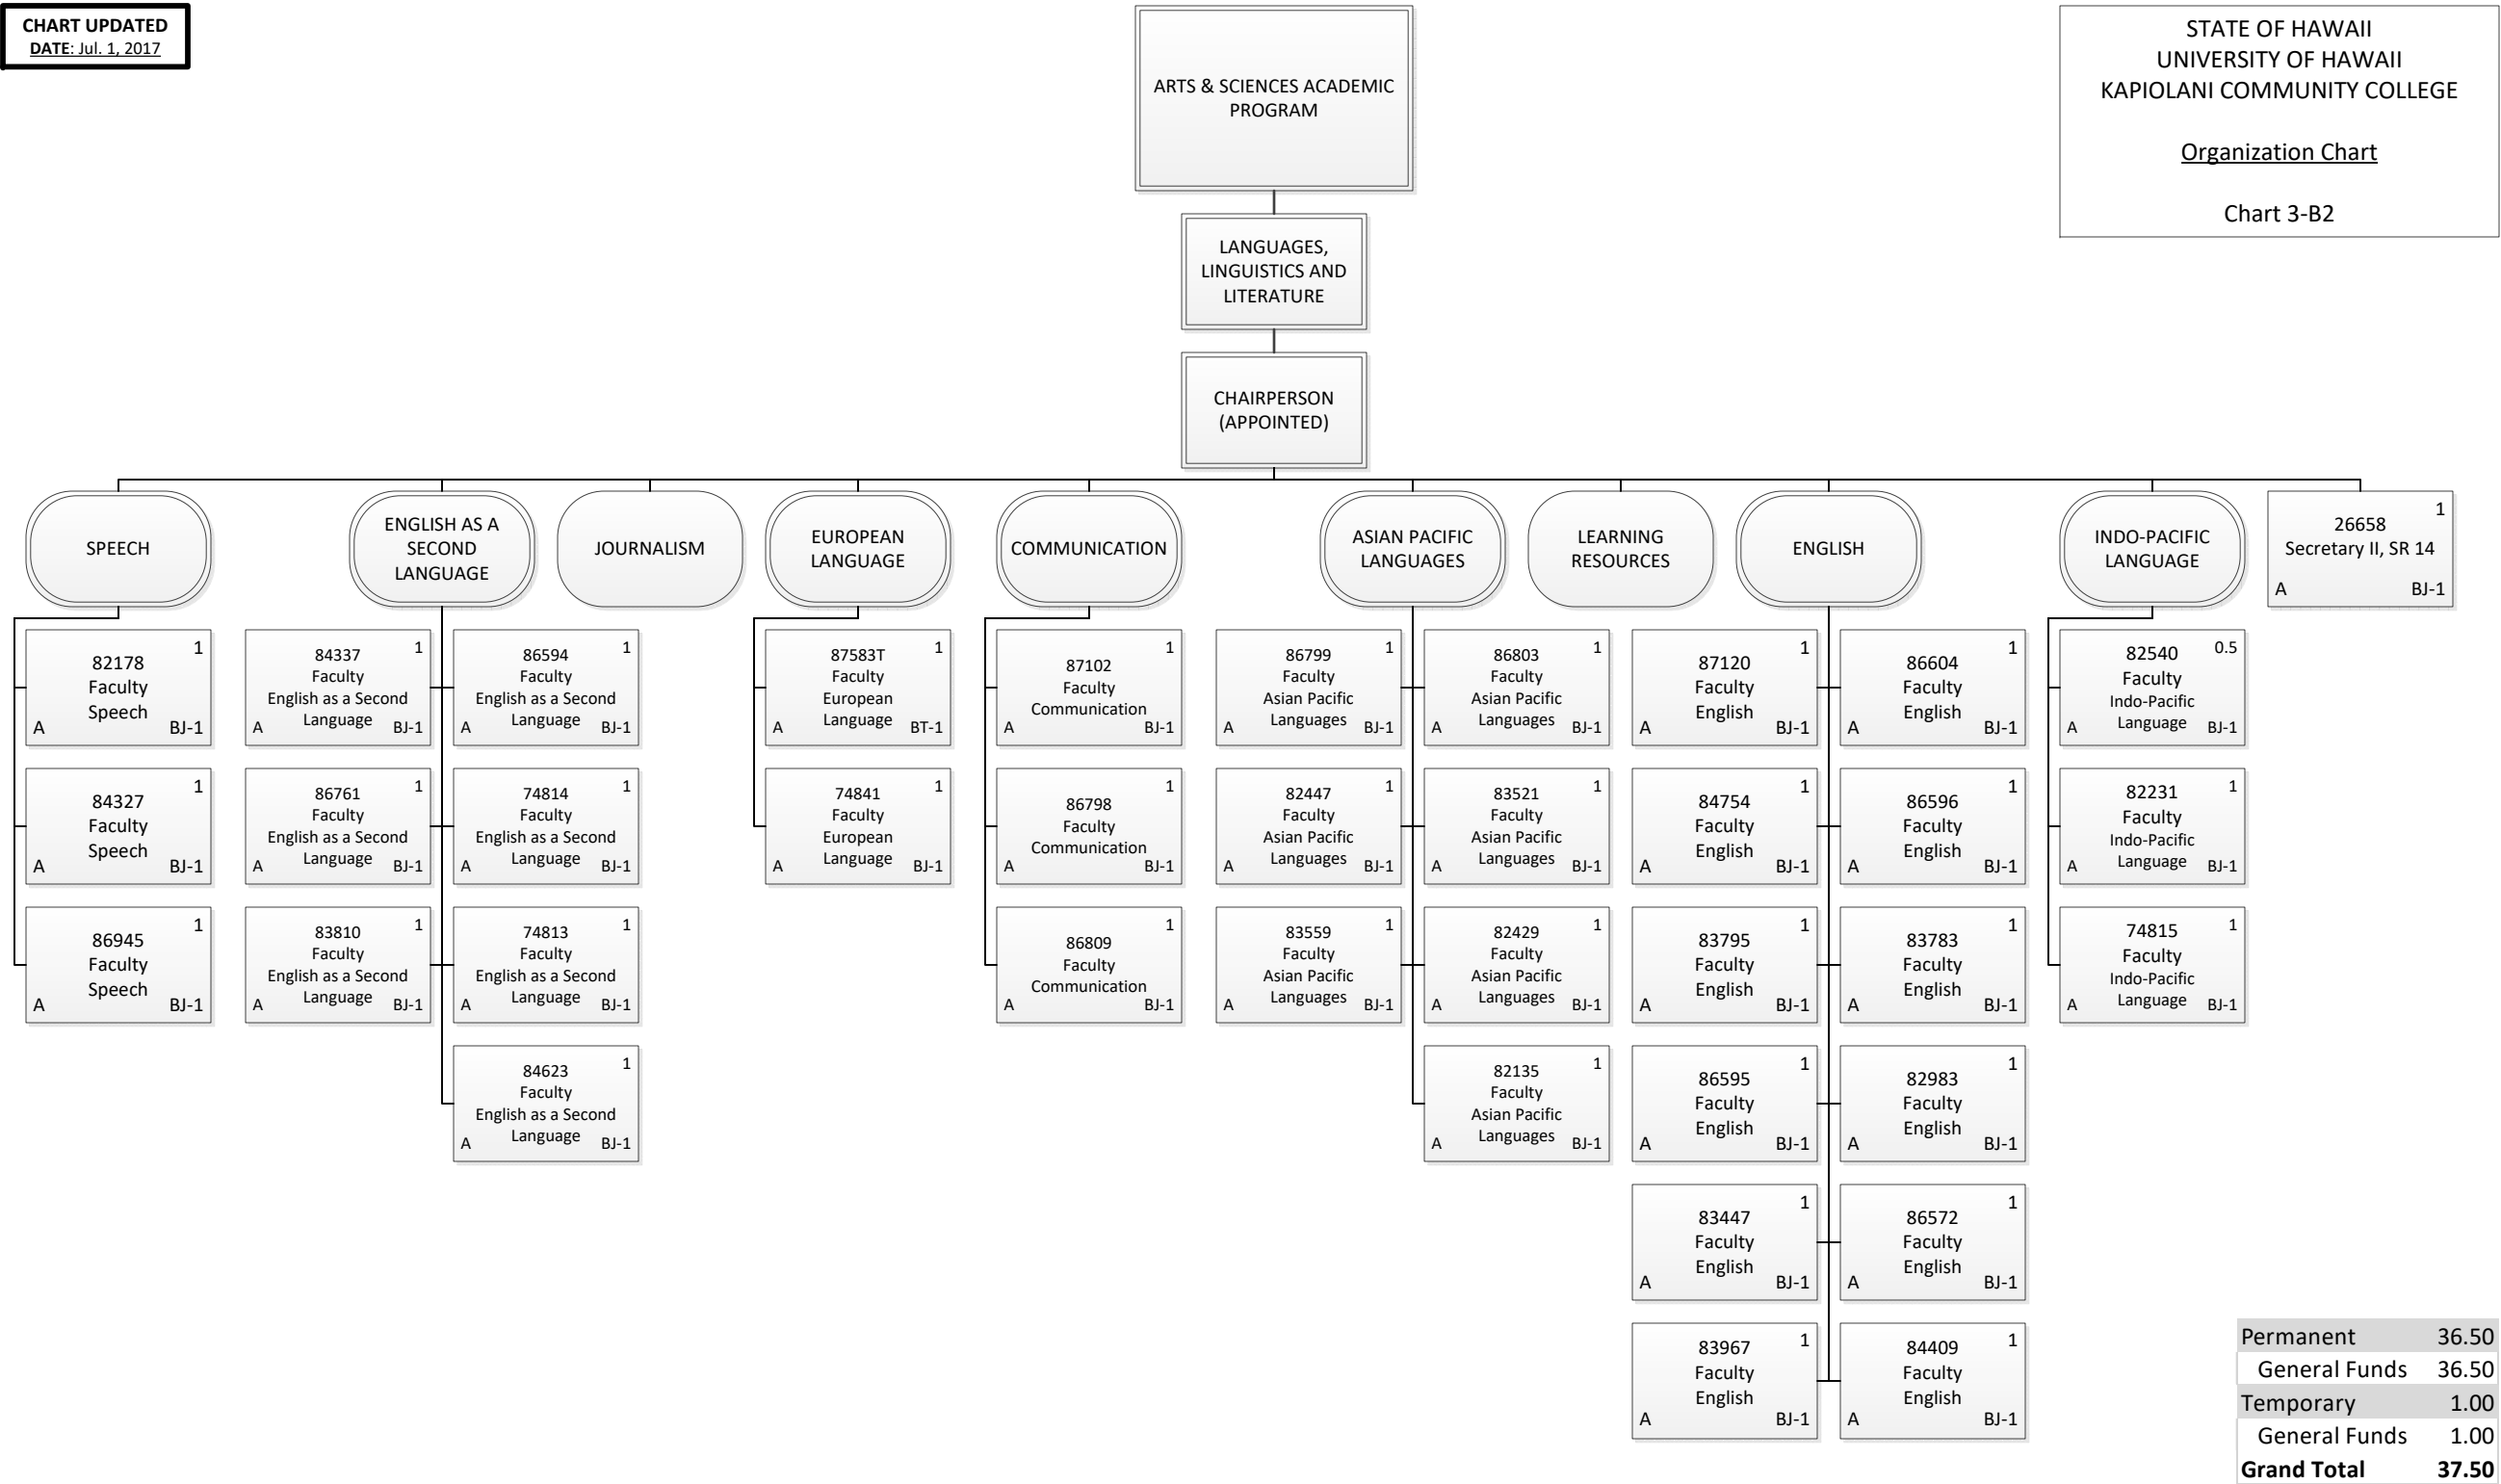 CHART UPDATED
DATE: Jul. 1, 2017
ARTS & SCIENCES ACADEMIC
PROGRAM
STATE OF HAWAII
UNIVERSITY OF HAWAII
KAPIOLANI COMMUNITY COLLEGE
Organization Chart
Chart 3-B2
LANGUAGES,
LINGUISTICS AND
LITERATURE
CHAIRPERSON
(APPOINTED)
SPEECH
82178
1
Faculty
Speech
A BJ-1
84327
1
Faculty
Speech
A BJ-1
86945
1
Faculty
Speech
A BJ-1
ENGLISH AS A
SECOND
LANGUAGE
84337
1
Faculty
English as a Second
Language
A BJ-1
86594
1
Faculty
English as a Second
Language
A BJ-1
86761
1
Faculty
English as a Second
Language
A BJ-1
74814
1
Faculty
English as a Second
Language
A BJ-1
83810
1
Faculty
English as a Second
Language
A BJ-1
74813
1
Faculty
English as a Second
Language
A BJ-1
84623
1
Faculty
English as a Second
Language
A BJ-1
JOURNALISM
EUROPEAN
LANGUAGE
87583T
1
Faculty
European
Language
A BT-1
74841
1
Faculty
European
Language
A BJ-1
COMMUNICATION
87102
1
Faculty
Communication
A BJ-1
86798
1
Faculty
Communication
A BJ-1
86809
1
Faculty
Communication
A BJ-1
ASIAN PACIFIC
LANGUAGES
86799
1
Faculty
Asian Pacific
Languages
A BJ-1
86803
1
Faculty
Asian Pacific
Languages
A BJ-1
82447
1
Faculty
Asian Pacific
Languages
A BJ-1
83521
1
Faculty
Asian Pacific
Languages
A BJ-1
83559
1
Faculty
Asian Pacific
Languages
A BJ-1
82429
1
Faculty
Asian Pacific
Languages
A BJ-1
82135
1
Faculty
Asian Pacific
Languages
A BJ-1
LEARNING
RESOURCES
ENGLISH
87120
1
Faculty
English
A BJ-1
86604
1
Faculty
English
A BJ-1
84754
1
Faculty
English
A BJ-1
86596
1
Faculty
English
A BJ-1
83795
1
Faculty
English
A BJ-1
83783
1
Faculty
English
A BJ-1
86595
1
Faculty
English
A BJ-1
82983
1
Faculty
English
A BJ-1
83447
1
Faculty
English
A BJ-1
86572
1
Faculty
English
A BJ-1
83967
1
Faculty
English
A BJ-1
84409
1
Faculty
English
A BJ-1
INDO-PACIFIC
LANGUAGE
82540
0.5
Faculty
Indo-Pacific
Language
A BJ-1
82231
1
Faculty
Indo-Pacific
Language
A BJ-1
74815
1
Faculty
Indo-Pacific
Language
A BJ-1
1
26658
Secretary II, SR 14
A BJ-1
Permanent 36.50
General Funds 36.50
Temporary 1.00
General Funds 1.00
Grand Total 37.50